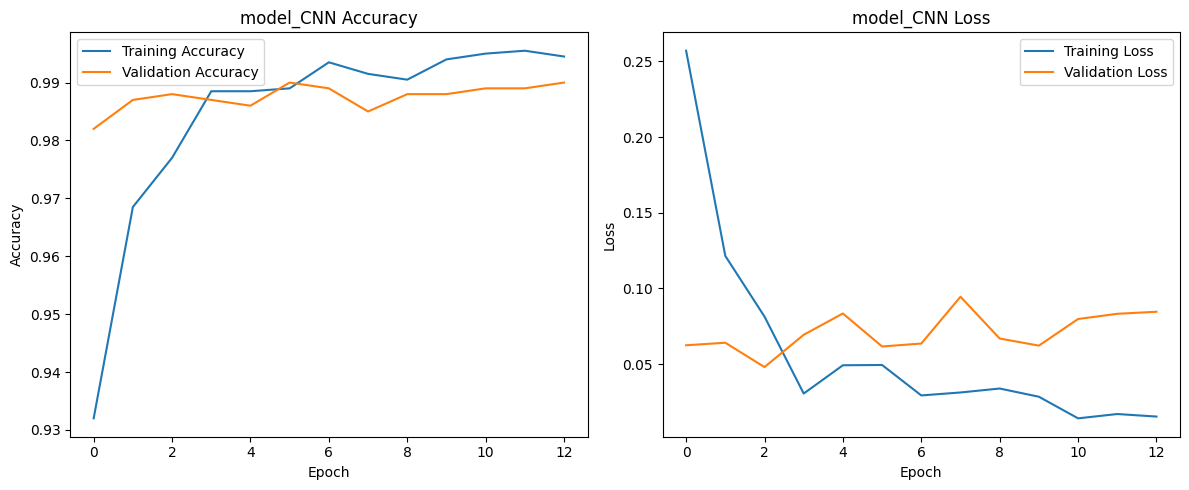 model_CNN Accuracy
Training Accuracy
Validation Accuracy
0.99
0.98
0.97
0.96
0.95
0.94
0.93
Accuracy
0 2 4 6 8 10 12
Epoch
model_CNN Loss
Training Loss
Validation Loss
0.25
0.20
0.15
0.10
0.05
Loss
0 2 4 6 8 10 12
Epoch